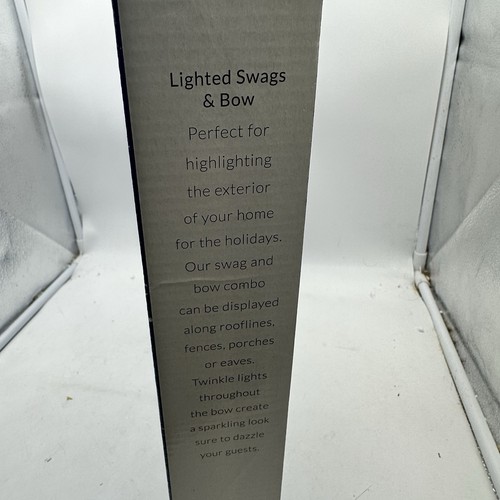 Lighted Swags
& Bow
Perfect for
highlighting
the exterior
of your home
for the holidays.
Our swag and
bow combo
can be displayed
along rooflines,
fences, porches
or eaves.
Twinkle lights
throughout
the bow create
a sparkling look
sure to dazzle
your guests.